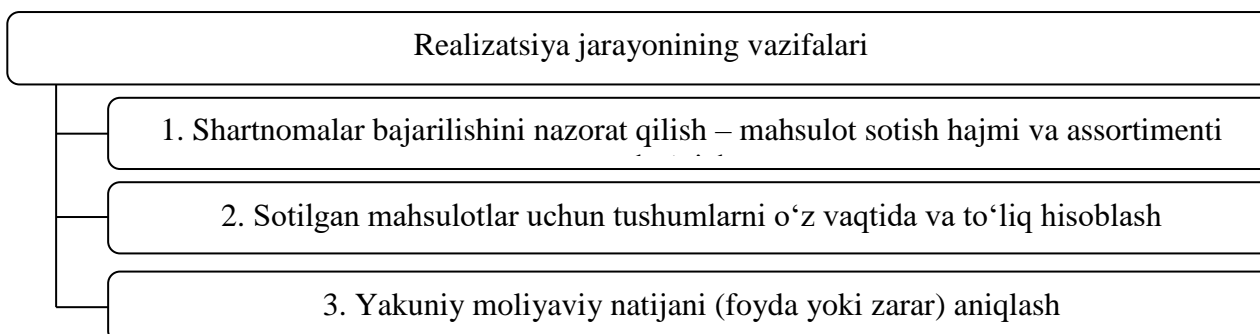 Realizatsiya jarayonining vazifalari
1. Shartnomalar bajarilishini nazorat qilish – mahsulot sotish hajmi va assortimenti
2. Sotilgan mahsulotlar uchun tushumlarni o‘z vaqtida va to‘liq hisoblash
3. Yakuniy moliyaviy natijani (foyda yoki zarar) aniqlash